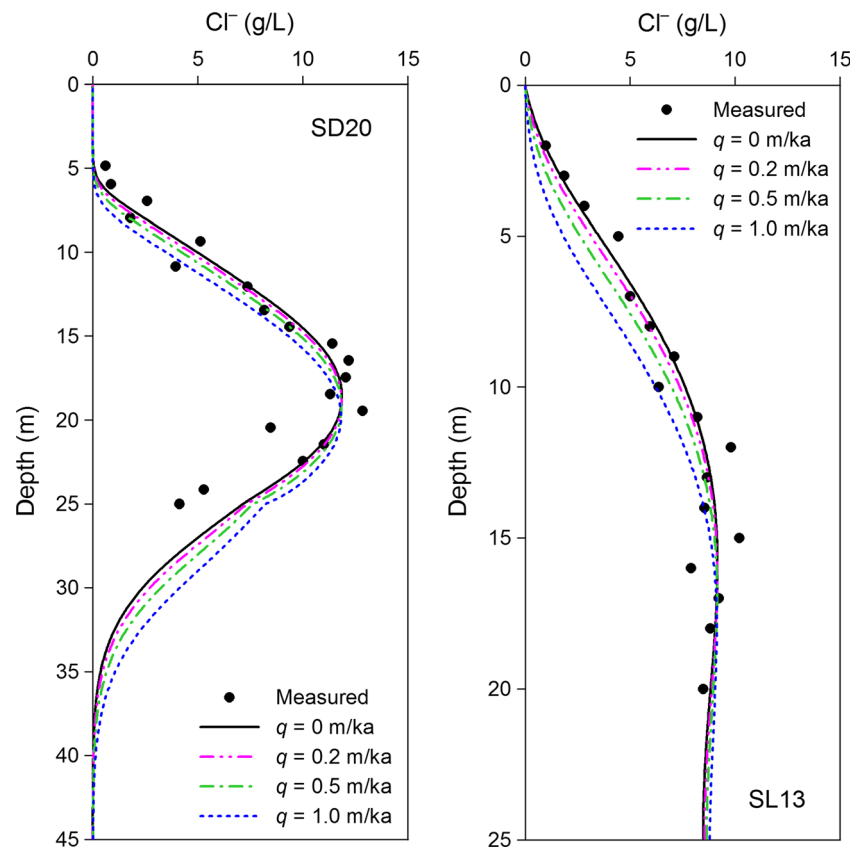 Cl⁻ (g/L)
0 5 10 15
0
5
10
15
20
25
30
35
40
45
Depth (m)
SD20
Measured
q = 0 m/ka
q = 0.2 m/ka
q = 0.5 m/ka
q = 1.0 m/ka
Cl⁻ (g/L)
0 5 10 15
0
5
10
15
20
25
Depth (m)
Measured
q = 0 m/ka
q = 0.2 m/ka
q = 0.5 m/ka
q = 1.0 m/ka
SL13